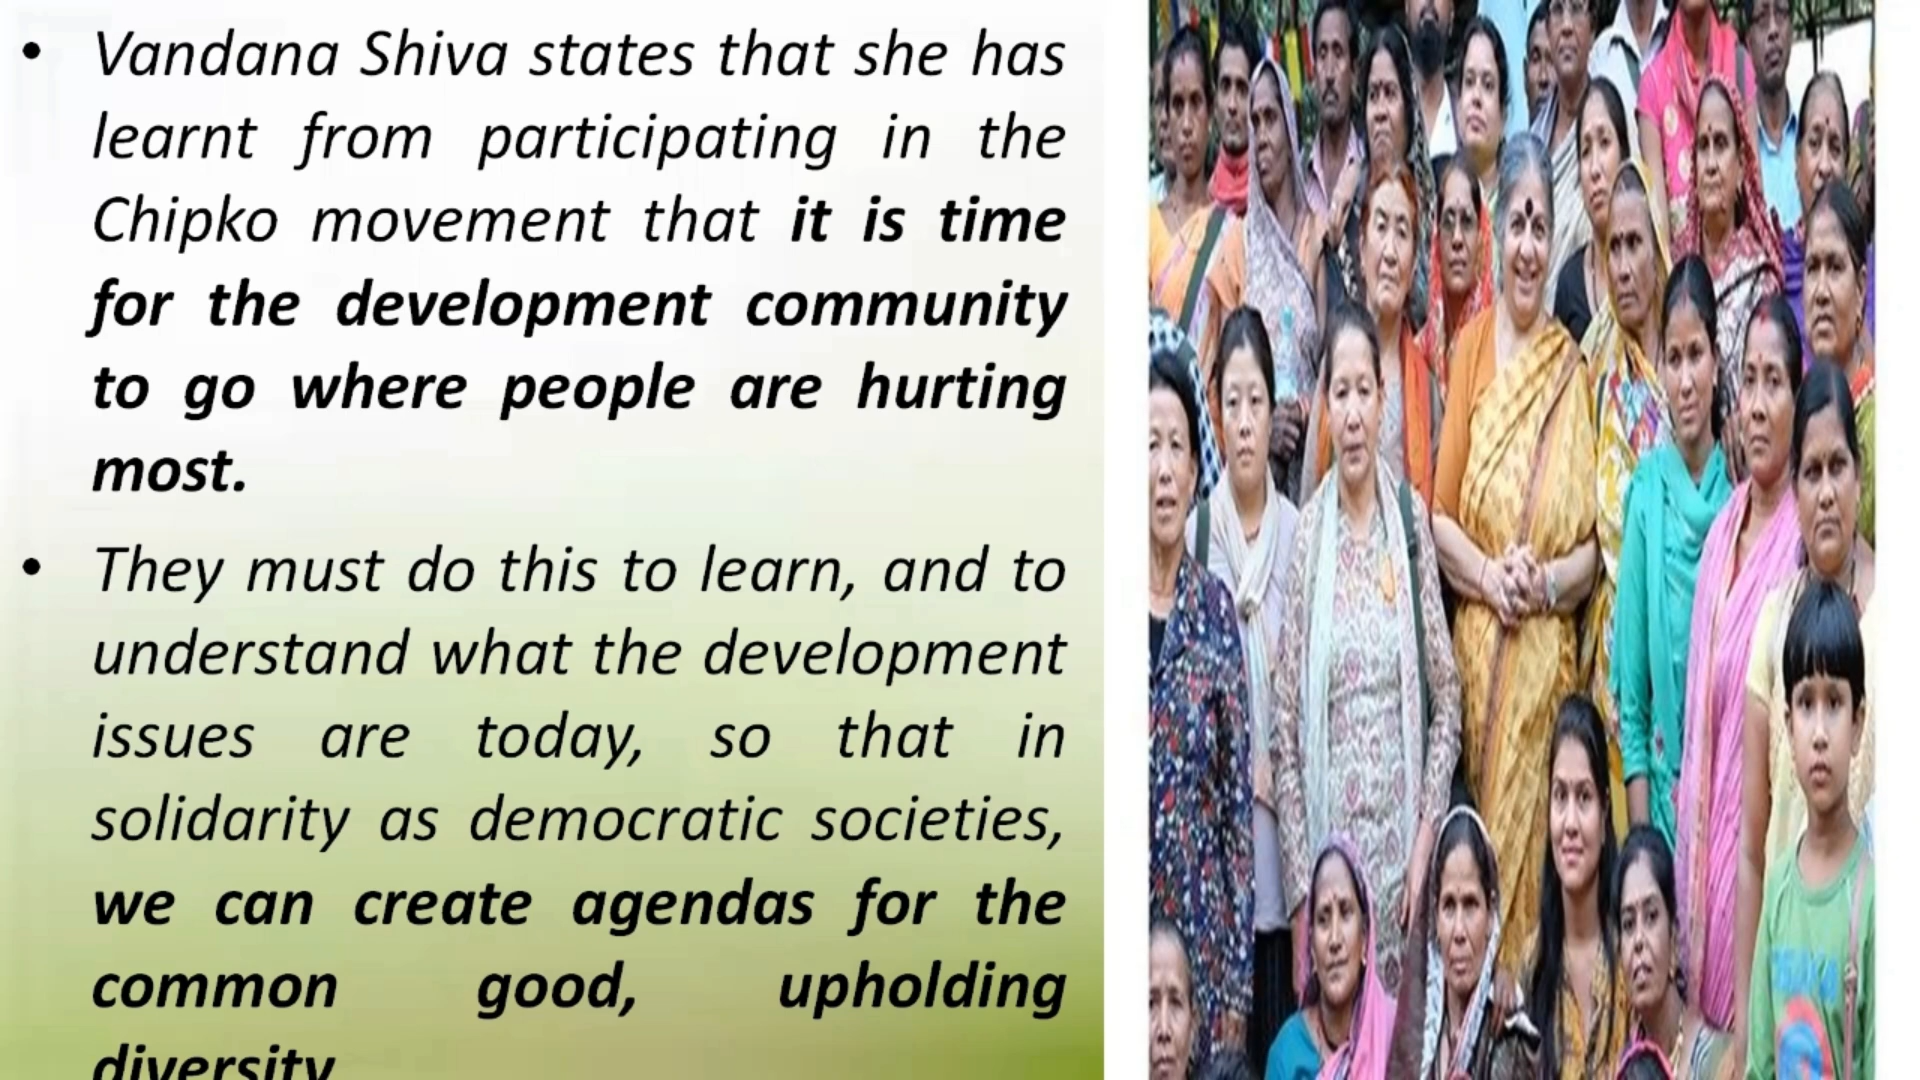 • Vandana Shiva states that she has
learnt from participating in the
Chipko movement that it is time
for the development community
to go where people are hurting
most.
• They must do this to learn, and to
understand what the development
issues are today, so that in
solidarity as democratic societies,
we can create agendas for the
common good, upholding
diversity